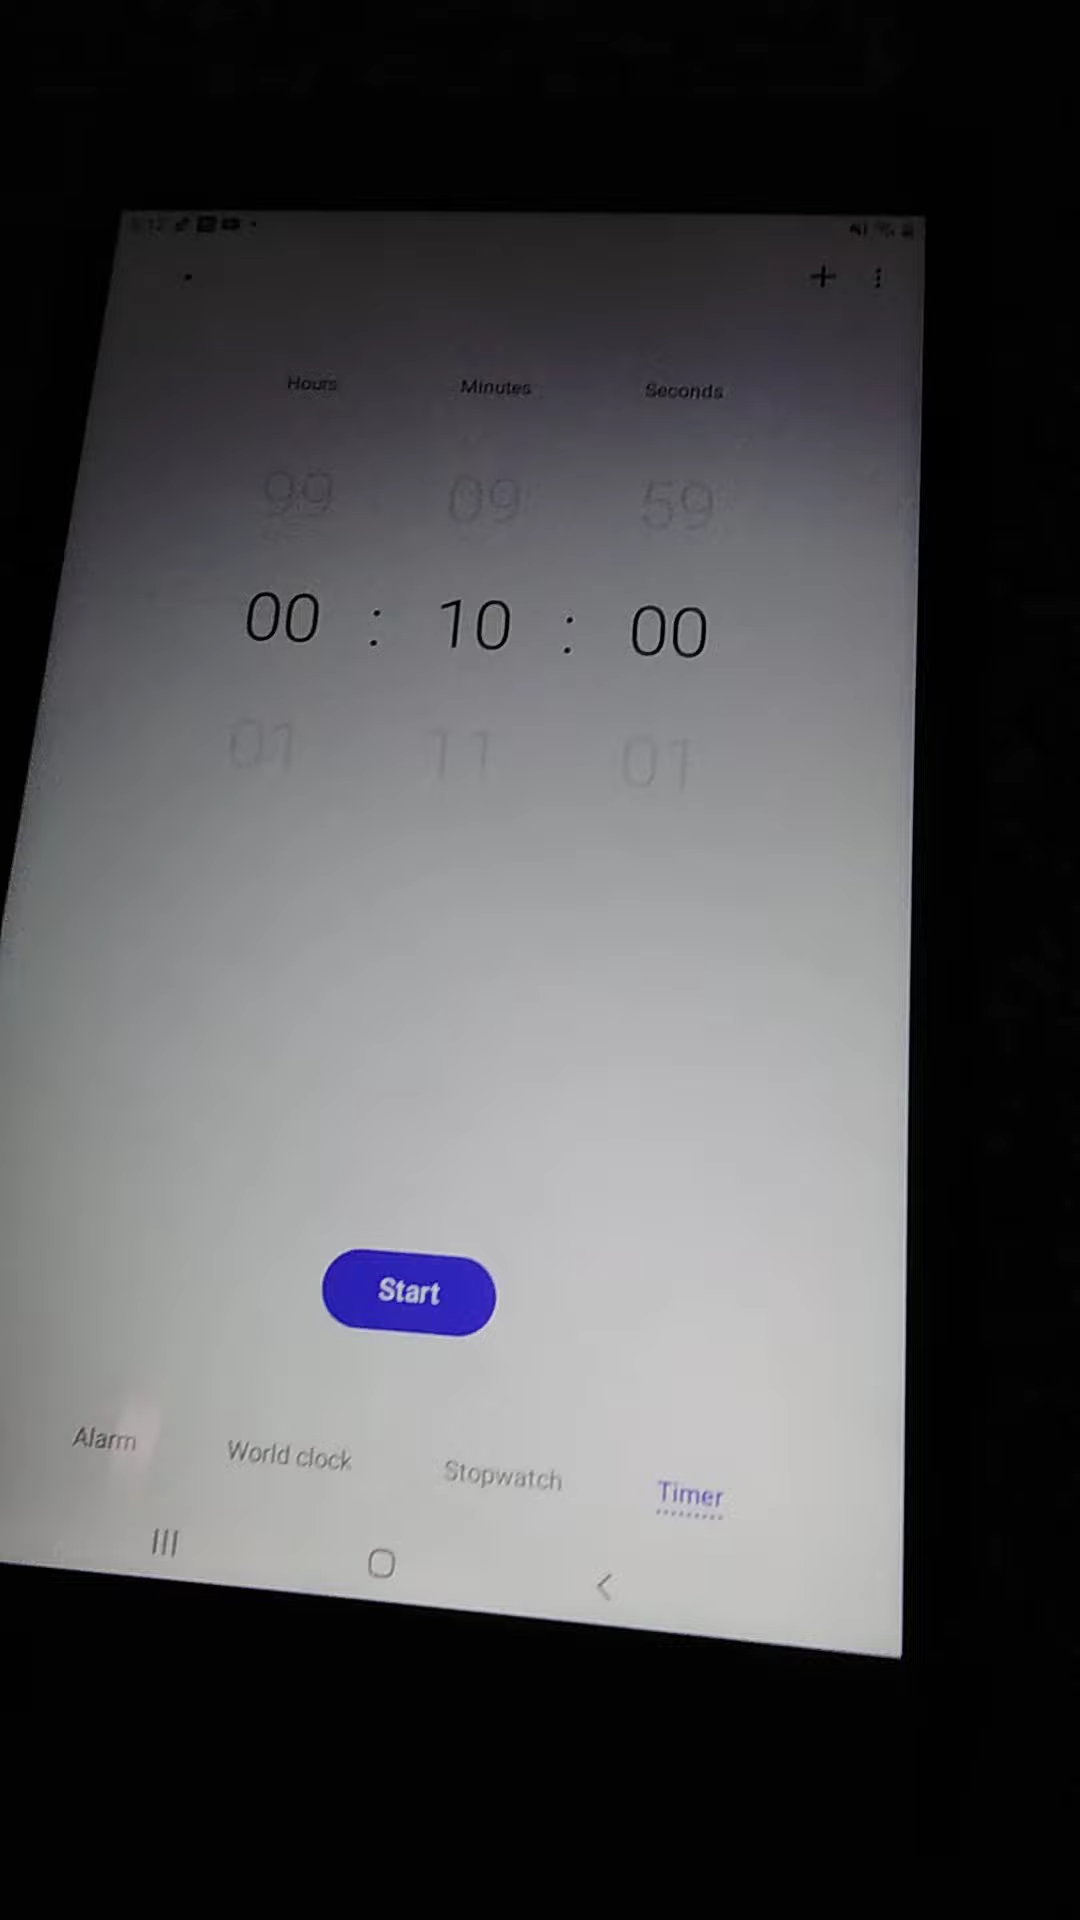 Hours Minutes Seconds
99 09 59
00 : 10 : 00
01 11 01
Start
Alarm World clock Stopwatch Timer